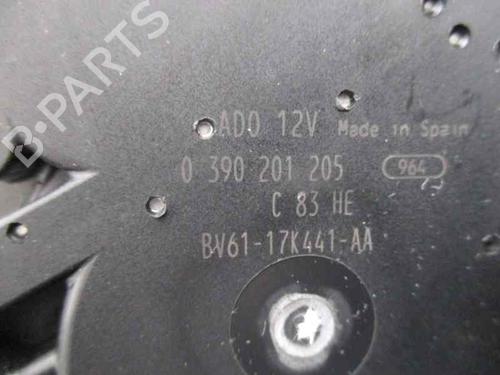 B-PARTS
ADO 12V Made in Spain
0 390 201 205 964
C 83 HE
BV61-17K441-AA